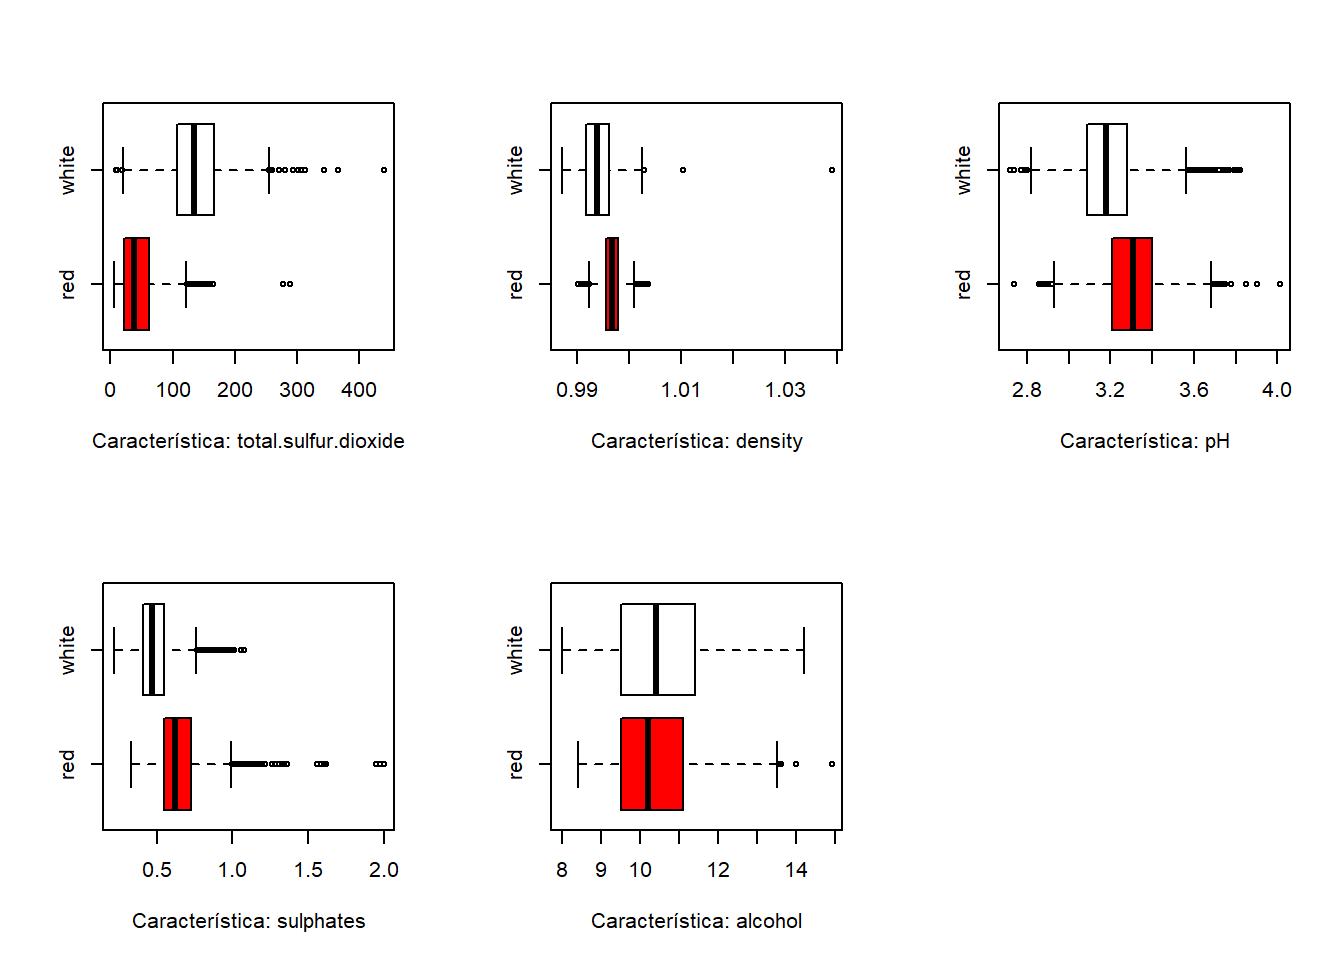 white
red
0 100 200 300 400
Característica: total.sulfur.dioxide
white
red
0.99 1.01 1.03
Característica: density
white
red
2.8 3.2 3.6 4.0
Característica: pH
white
red
0.5 1.0 1.5 2.0
Característica: sulphates
white
red
8 9 10 12 14
Característica: alcohol